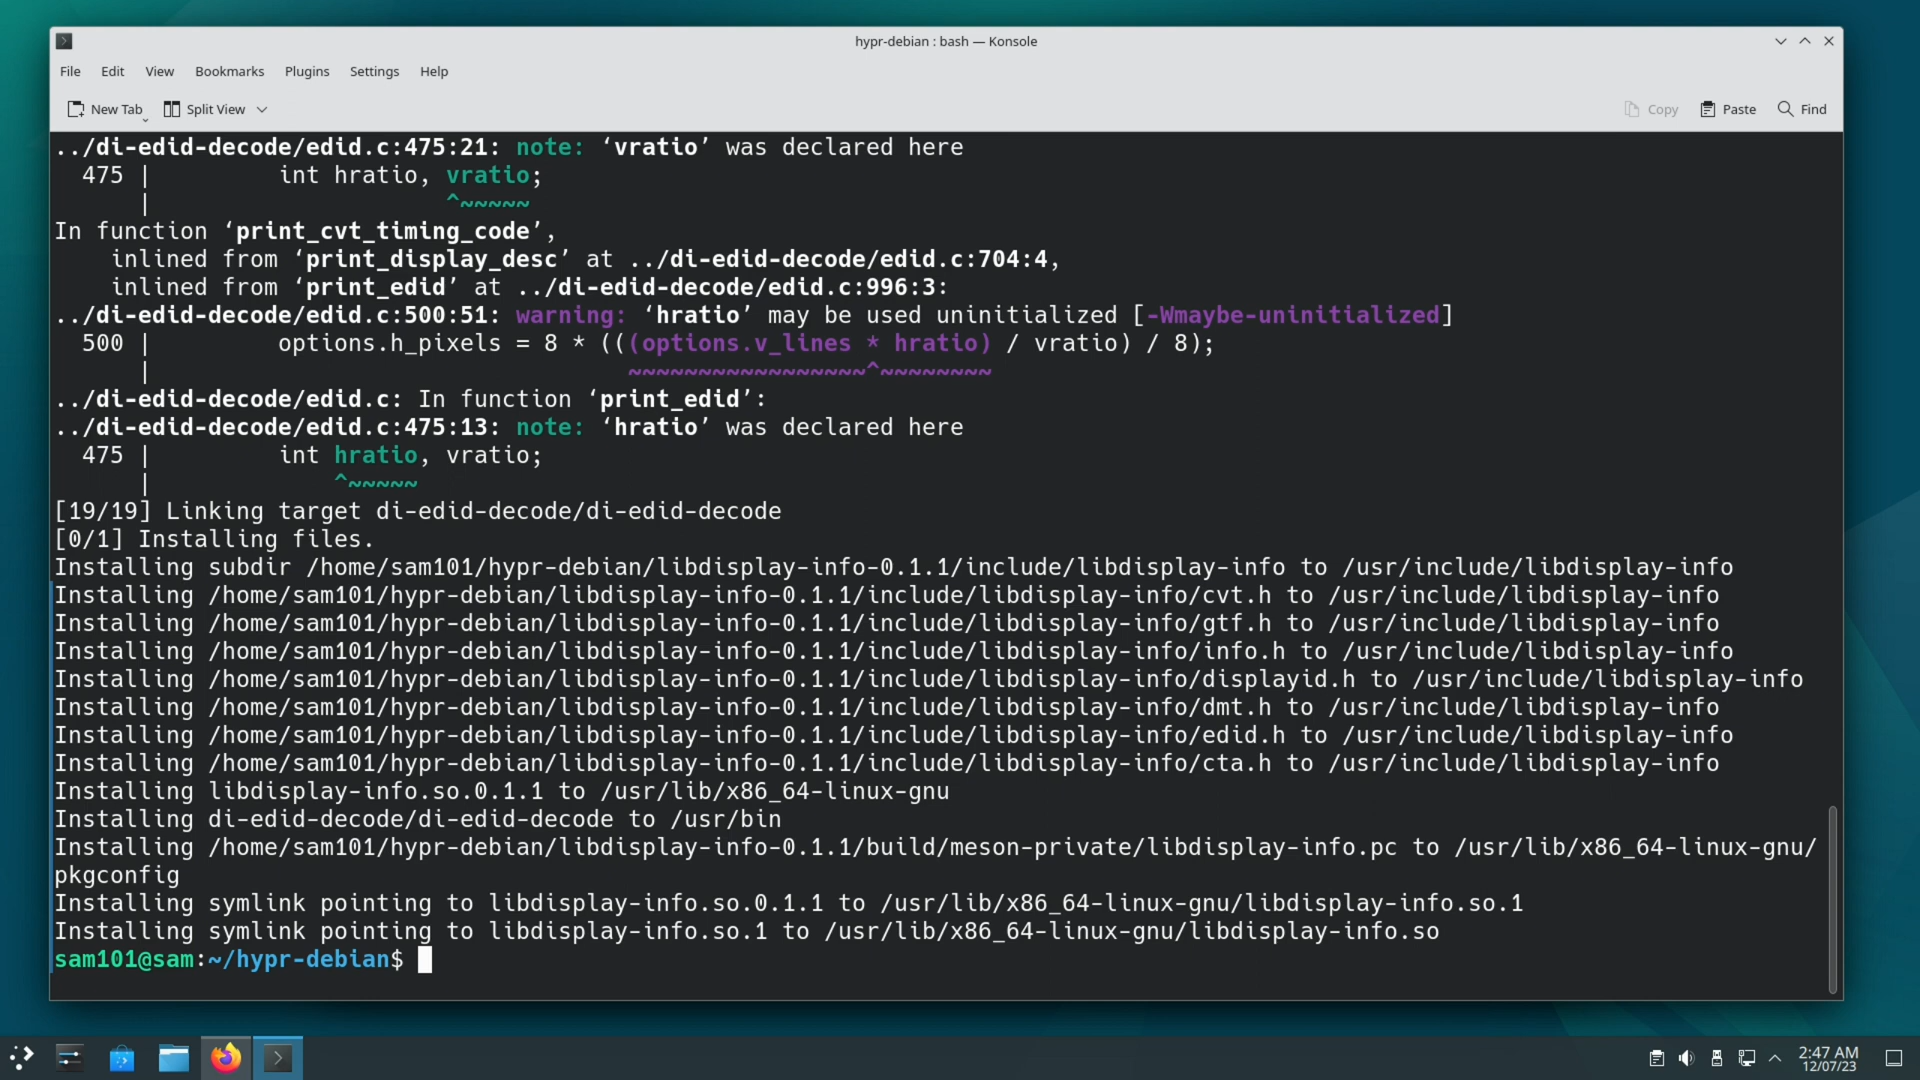 hypr-debian : bash — Konsole
File Edit View Bookmarks Plugins Settings Help
New Tab Split View Copy Paste Find
../di-edid-decode/edid.c:475:21: note: ‘vratio’ was declared here
475 | int hratio, vratio;
| ^~~~~~
In function ‘print_cvt_timing_code’,
inlined from ‘print_display_desc’ at ../di-edid-decode/edid.c:704:4,
inlined from ‘print_edid’ at ../di-edid-decode/edid.c:996:3:
../di-edid-decode/edid.c:500:51: warning: ‘hratio’ may be used uninitialized [-Wmaybe-uninitialized]
500 | options.h_pixels = 8 * (((options.v_lines * hratio) / vratio) / 8);
| ~~~~~~~~~~~~~~~~~^~~~~~~~~
../di-edid-decode/edid.c: In function ‘print_edid’:
../di-edid-decode/edid.c:475:13: note: ‘hratio’ was declared here
475 | int hratio, vratio;
| ^~~~~~
[19/19] Linking target di-edid-decode/di-edid-decode
[0/1] Installing files.
Installing subdir /home/sam101/hypr-debian/libdisplay-info-0.1.1/include/libdisplay-info to /usr/include/libdisplay-info
Installing /home/sam101/hypr-debian/libdisplay-info-0.1.1/include/libdisplay-info/cvt.h to /usr/include/libdisplay-info
Installing /home/sam101/hypr-debian/libdisplay-info-0.1.1/include/libdisplay-info/gtf.h to /usr/include/libdisplay-info
Installing /home/sam101/hypr-debian/libdisplay-info-0.1.1/include/libdisplay-info/info.h to /usr/include/libdisplay-info
Installing /home/sam101/hypr-debian/libdisplay-info-0.1.1/include/libdisplay-info/displayid.h to /usr/include/libdisplay-info
Installing /home/sam101/hypr-debian/libdisplay-info-0.1.1/include/libdisplay-info/dmt.h to /usr/include/libdisplay-info
Installing /home/sam101/hypr-debian/libdisplay-info-0.1.1/include/libdisplay-info/edid.h to /usr/include/libdisplay-info
Installing /home/sam101/hypr-debian/libdisplay-info-0.1.1/include/libdisplay-info/cta.h to /usr/include/libdisplay-info
Installing libdisplay-info.so.0.1.1 to /usr/lib/x86_64-linux-gnu
Installing di-edid-decode/di-edid-decode to /usr/bin
Installing /home/sam101/hypr-debian/libdisplay-info-0.1.1/build/meson-private/libdisplay-info.pc to /usr/lib/x86_64-linux-gnu/
pkgconfig
Installing symlink pointing to libdisplay-info.so.0.1.1 to /usr/lib/x86_64-linux-gnu/libdisplay-info.so.1
Installing symlink pointing to libdisplay-info.so.1 to /usr/lib/x86_64-linux-gnu/libdisplay-info.so
sam101@sam:~/hypr-debian$
2:47 AM
12/07/23